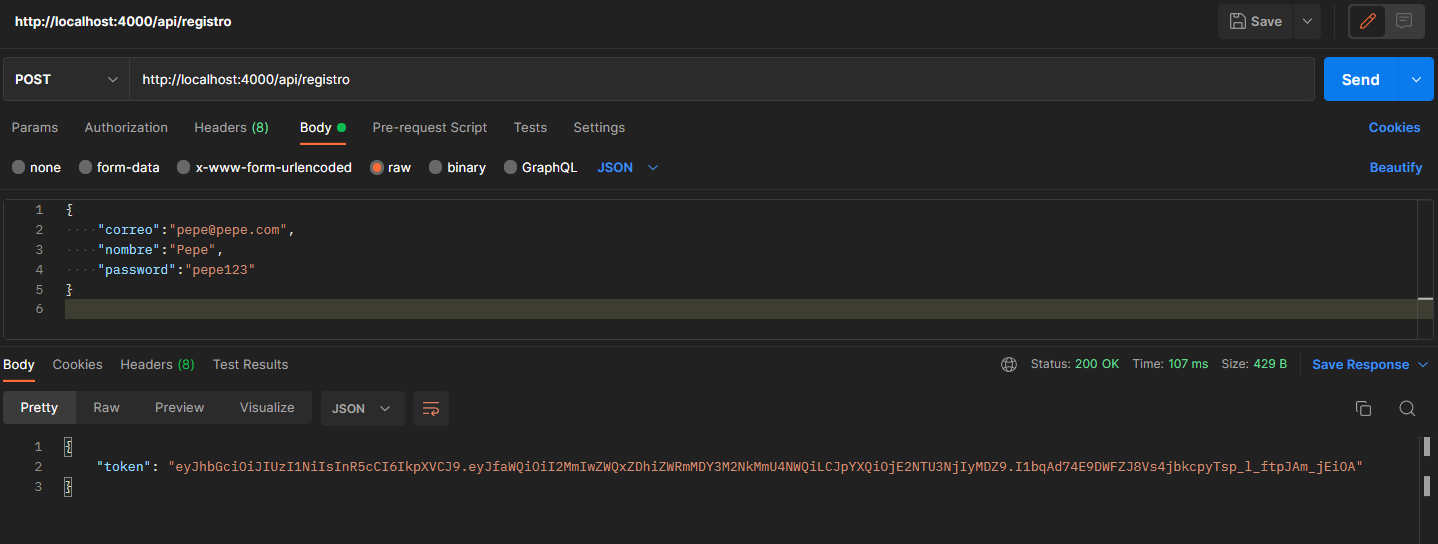 http://localhost:4000/api/registro Save
POST http://localhost:4000/api/registro Send
Params Authorization Headers (8) Body Pre-request Script Tests Settings Cookies
none form-data x-www-form-urlencoded raw binary GraphQL JSON Beautify
1 {
2 ····"correo":"pepe@pepe.com",
3 ····"nombre":"Pepe",
4 ····"password":"pepe123"
5 }
6
Body Cookies Headers (8) Test Results Status: 200 OK Time: 107 ms Size: 429 B Save Response
Pretty Raw Preview Visualize JSON
1 {
2 "token": "eyJhbGciOiJIUzI1NiIsInR5cCI6IkpXVCJ9.eyJfaWQiOiI2MmIwZWQxZDhiZWRmMDY3M2NkMmU4NWQiLCJpYXQiOjE2NTU3NjIyMDZ9.I1bqAd74E9DWFZJ8Vs4jbkcpyTsp_l_ftpJAm_jEiOA"
3 }